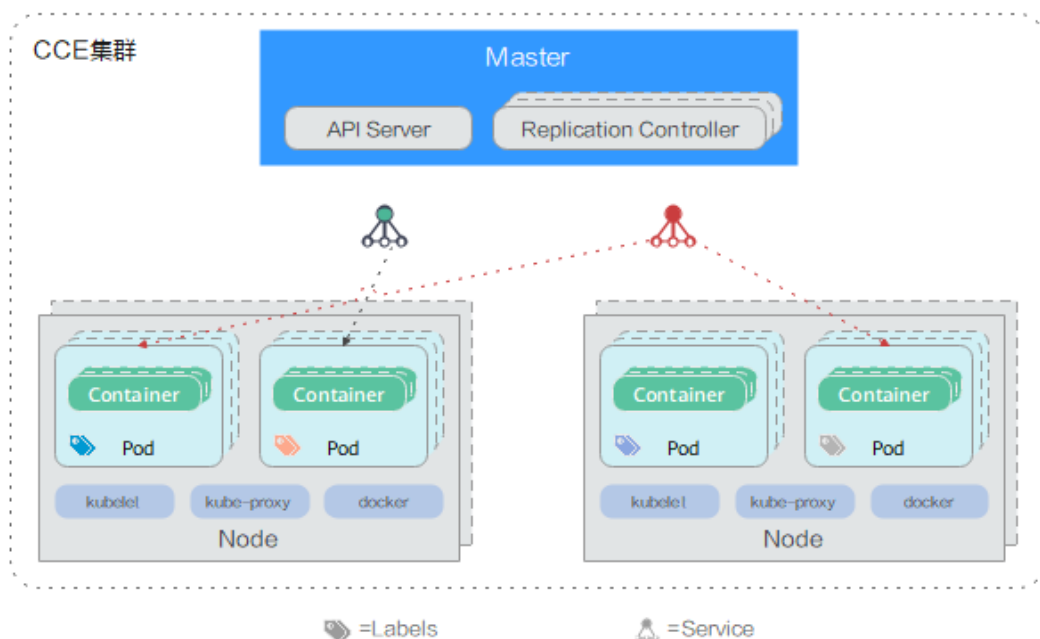 CCE集群
Master
API Server
Replication Controller
Container
Container
Container
Container
Pod
Pod
Pod
Pod
kubelet
kube-proxy
docker
kubelet
kube-proxy
docker
Node
Node
=Labels
=Service